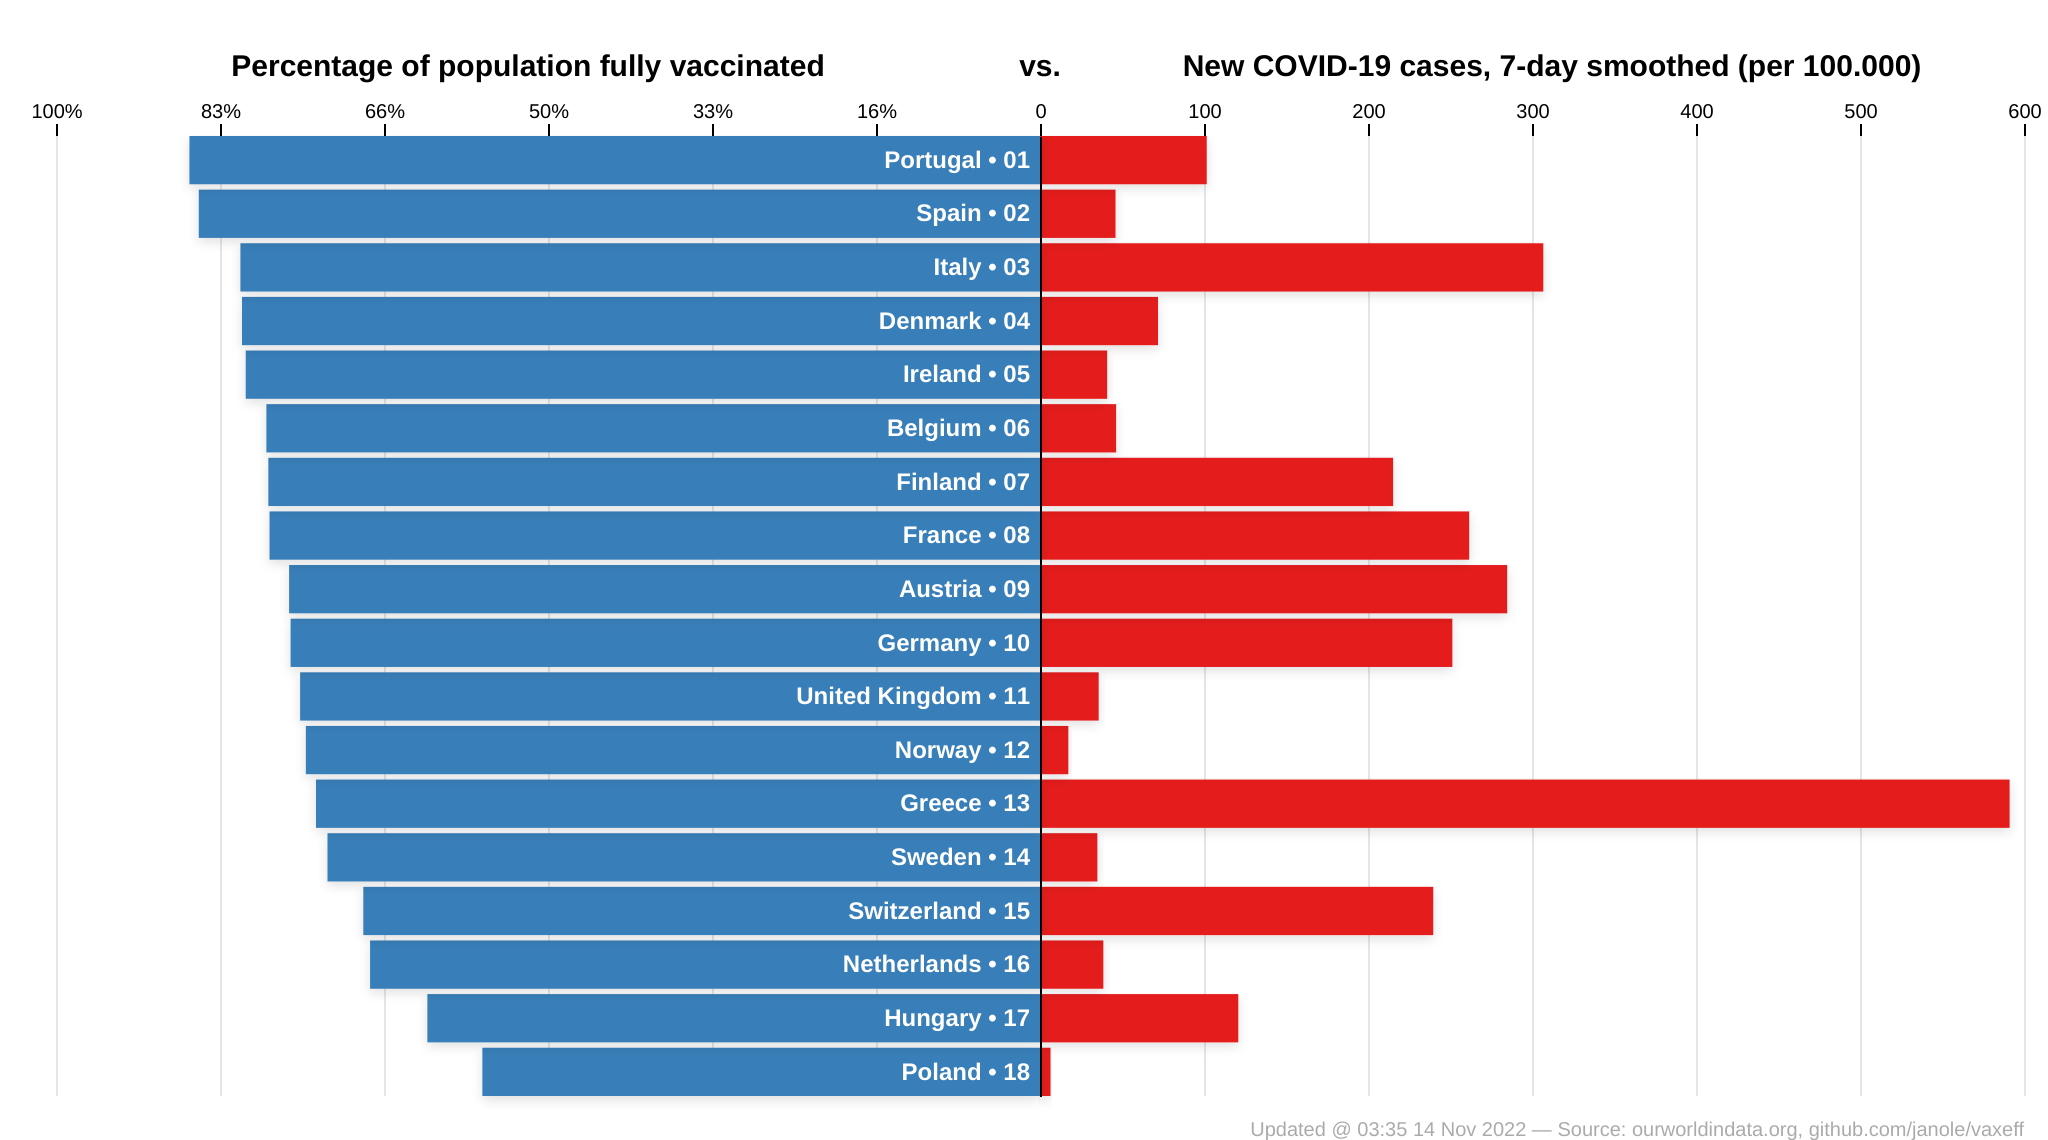 Percentage of population fully vaccinated vs. New COVID-19 cases, 7-day smoothed (per 100.000)
100% 83% 66% 50% 33% 16% 0 100 200 300 400 500 600
Portugal • 01
Spain • 02
Italy • 03
Denmark • 04
Ireland • 05
Belgium • 06
Finland • 07
France • 08
Austria • 09
Germany • 10
United Kingdom • 11
Norway • 12
Greece • 13
Sweden • 14
Switzerland • 15
Netherlands • 16
Hungary • 17
Poland • 18
Updated @ 03:35 14 Nov 2022 — Source: ourworldindata.org, github.com/janole/vaxeff